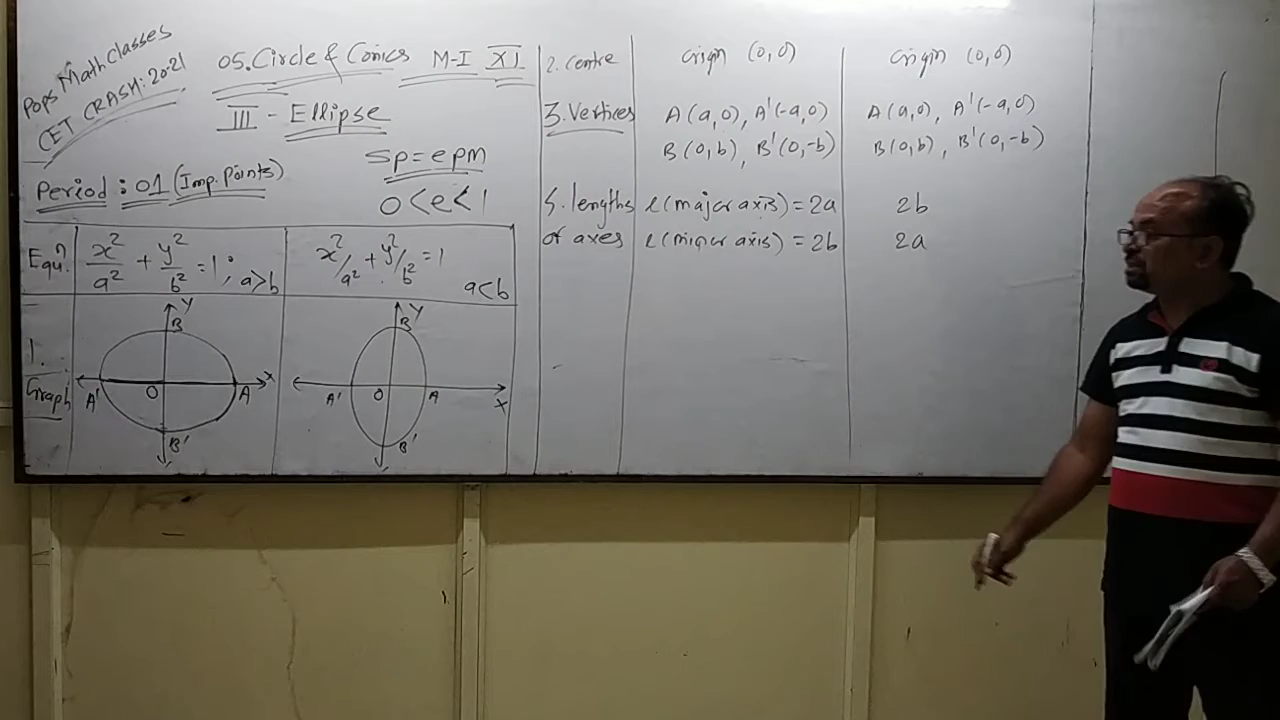 Pops Math Classes
CET CRASH: 2021
05. Circle & Conics M-I XI
III - Ellipse
SP = e PM
Period : 01 (Imp. Points)
0 < e < 1
Equⁿ. x²/a² + y²/b² = 1 ; a>b
x²/a² + y²/b² = 1 a<b
1. Graph
Y B X A' O A B'
Y B A' O A X B'
2. Centre Origin (0,0) Origin (0,0)
3. Vertices A(a,0), A'(-a,0) A(a,0), A'(-a,0)
B(0,b), B'(0,-b) B(0,b), B'(0,-b)
lengths l(major axis) = 2a 2b
of axes l(minor axis) = 2b 2a